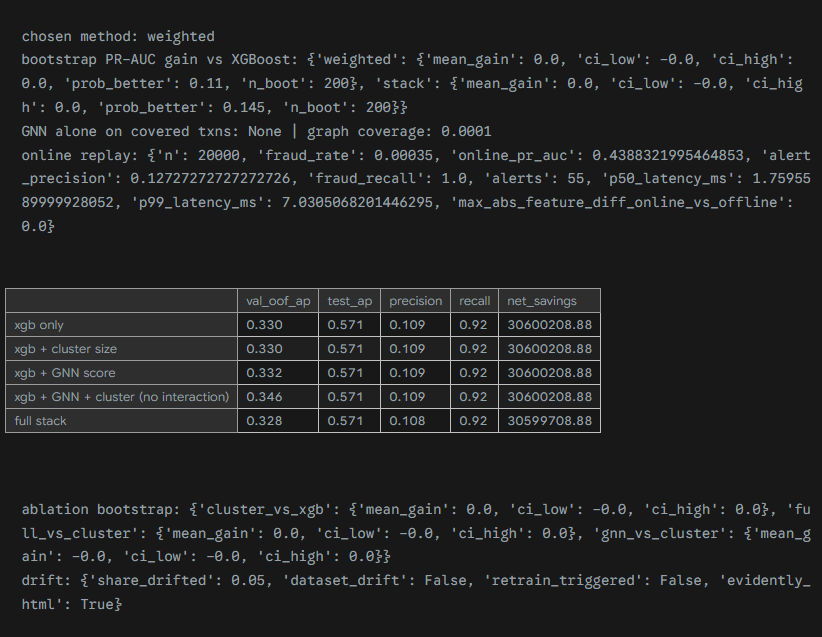 chosen method: weighted
bootstrap PR-AUC gain vs XGBoost: {'weighted': {'mean_gain': 0.0, 'ci_low': -0.0, 'ci_high':
0.0, 'prob_better': 0.11, 'n_boot': 200}, 'stack': {'mean_gain': 0.0, 'ci_low': -0.0, 'ci_hig
h': 0.0, 'prob_better': 0.145, 'n_boot': 200}}
GNN alone on covered txns: None | graph coverage: 0.0001
online replay: {'n': 20000, 'fraud_rate': 0.00035, 'online_pr_auc': 0.4388321995464853, 'alert
_precision': 0.12727272727272726, 'fraud_recall': 1.0, 'alerts': 55, 'p50_latency_ms': 1.75955
89999928052, 'p99_latency_ms': 7.0305068201446295, 'max_abs_feature_diff_online_vs_offline':
0.0}
val_oof_ap test_ap precision recall net_savings
xgb only 0.330 0.571 0.109 0.92 30600208.88
xgb + cluster size 0.330 0.571 0.109 0.92 30600208.88
xgb + GNN score 0.332 0.571 0.109 0.92 30600208.88
xgb + GNN + cluster (no interaction) 0.346 0.571 0.109 0.92 30600208.88
full stack 0.328 0.571 0.108 0.92 30599708.88
ablation bootstrap: {'cluster_vs_xgb': {'mean_gain': 0.0, 'ci_low': -0.0, 'ci_high': 0.0}, 'fu
ll_vs_cluster': {'mean_gain': 0.0, 'ci_low': -0.0, 'ci_high': 0.0}, 'gnn_vs_cluster': {'mean_g
ain': -0.0, 'ci_low': -0.0, 'ci_high': 0.0}}
drift: {'share_drifted': 0.05, 'dataset_drift': False, 'retrain_triggered': False, 'evidently_
html': True}